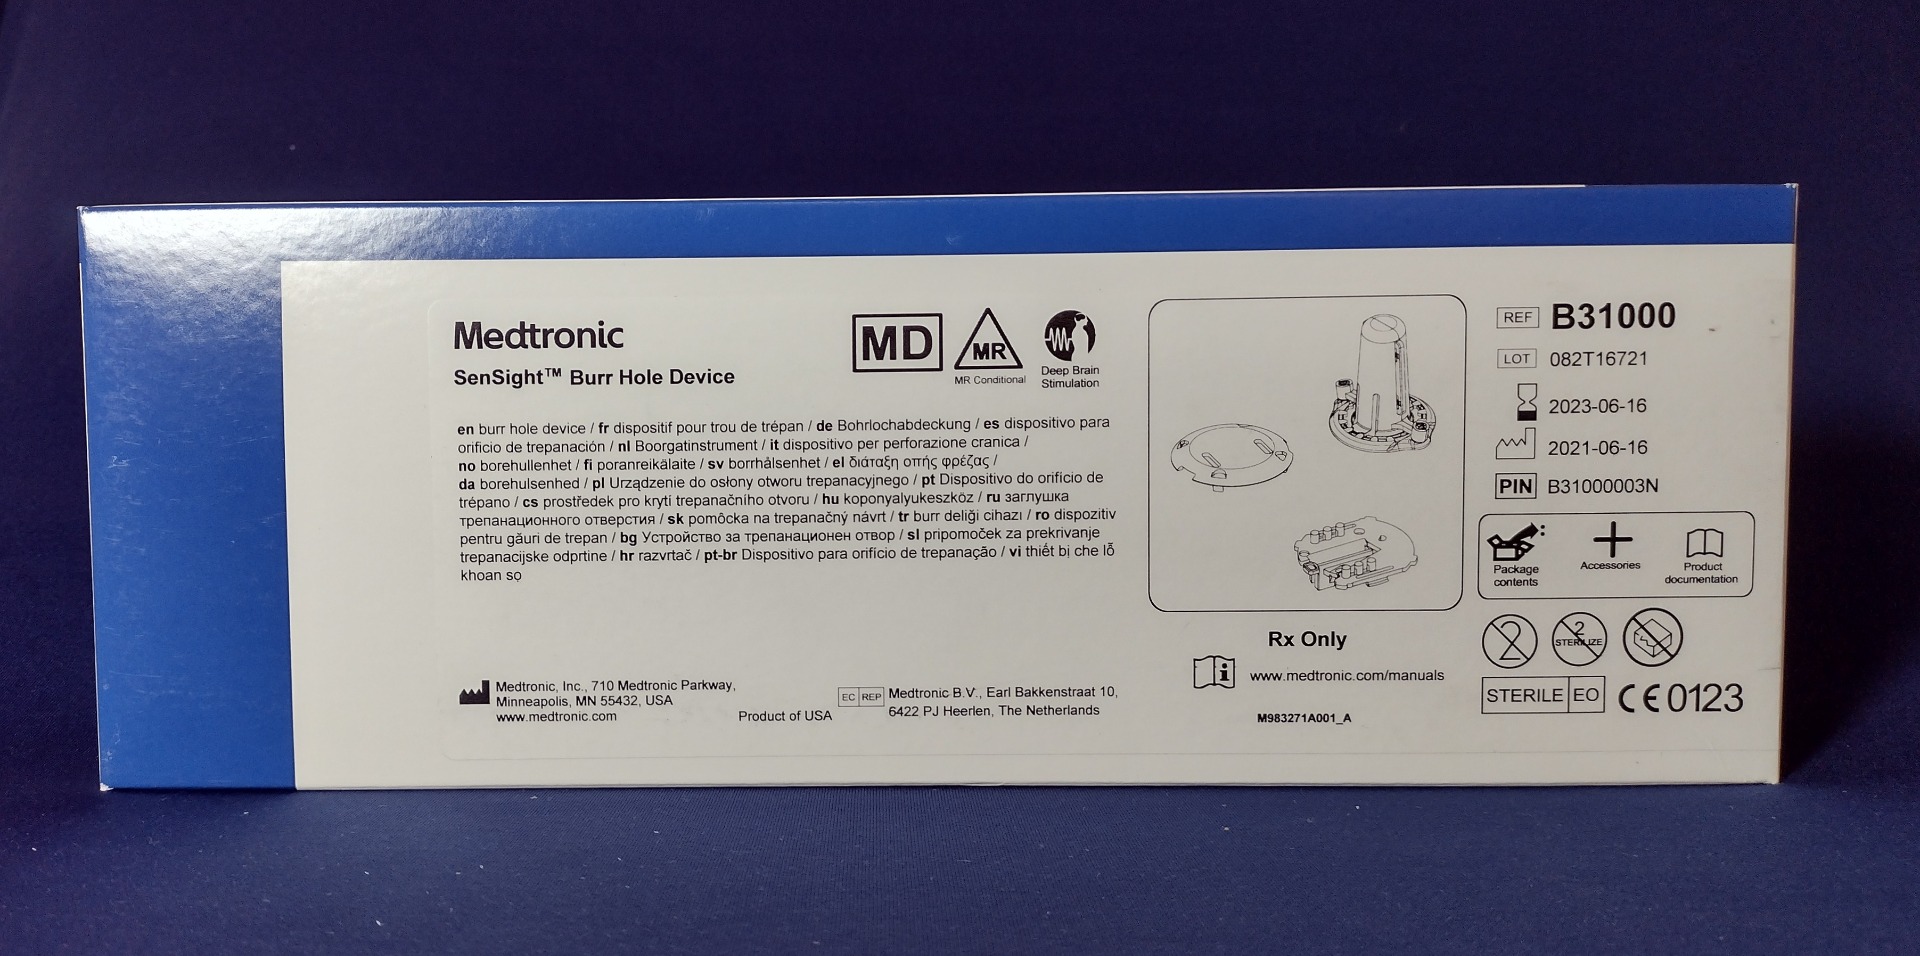 Medtronic
SenSight™ Burr Hole Device
MD
MR
MR Conditional
Deep Brain
Stimulation
en burr hole device / fr dispositif pour trou de trépan / de Bohrlochabdeckung / es dispositivo para
orificio de trepanación / nl Boorgatinstrument / it dispositivo per perforazione cranica /
no borehullenhet / fi poranreikälaite / sv borrhålsenhet / el διάταξη οπής φρέζας /
da borehulsenhed / pl Urządzenie do osłony otworu trepanacyjnego / pt Dispositivo do orifício de
trépano / cs prostředek pro krytí trepanačního otvoru / hu koponyalyukeszköz / ru заглушка
трепанационного отверстия / sk pomôcka na trepanačný návrt / tr burr deliği cihazı / ro dispozitiv
pentru găuri de trepan / bg Устройство за трепанационен отвор / sl pripomoček za prekrivanje
trepanacijske odprtine / hr razvrtač / pt-br Dispositivo para orifício de trepanação / vi thiết bị che lỗ
khoan sọ
Medtronic, Inc., 710 Medtronic Parkway,
Minneapolis, MN 55432, USA
www.medtronic.com
Product of USA
EC REP
Medtronic B.V., Earl Bakkenstraat 10,
6422 PJ Heerlen, The Netherlands
Rx Only
www.medtronic.com/manuals
M983271A001_A
REF B31000
LOT 082T16721
2023-06-16
2021-06-16
PIN B31000003N
Package
contents
Accessories
Product
documentation
2
2
STERILIZE
STERILE EO CE 0123